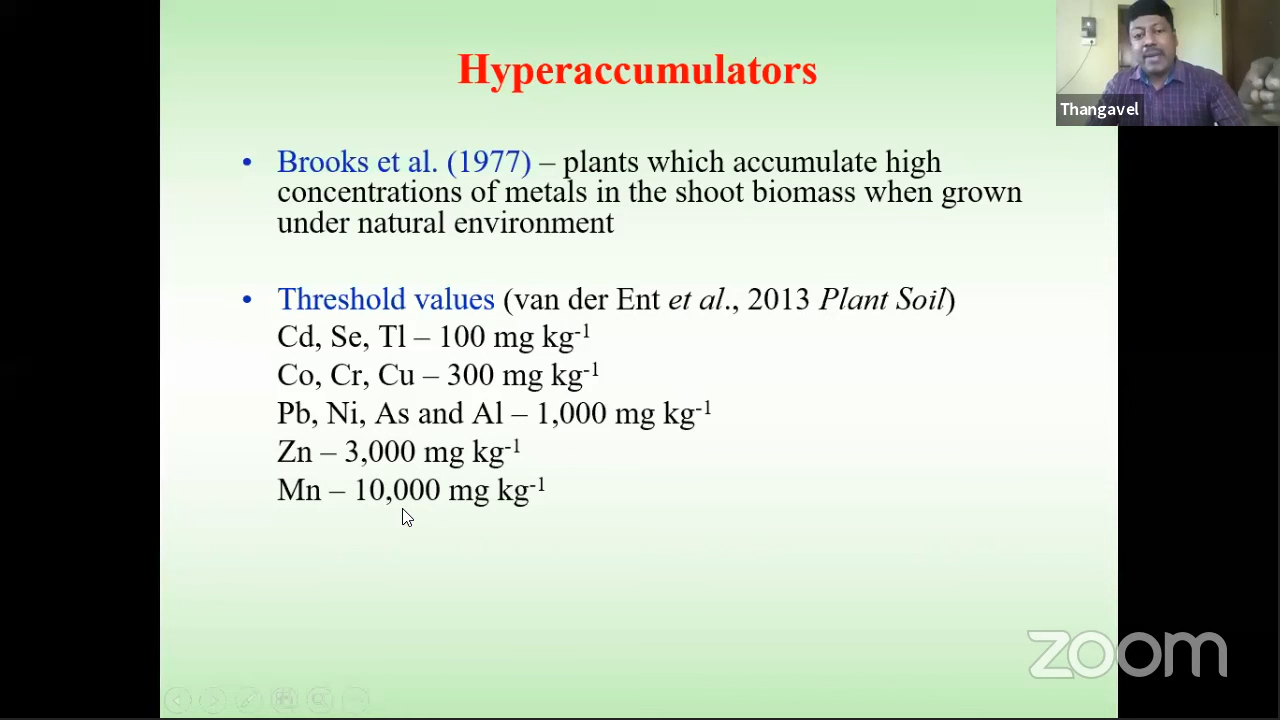 Hyperaccumulators
Thangavel
• Brooks et al. (1977) – plants which accumulate high
concentrations of metals in the shoot biomass when grown
under natural environment
• Threshold values (van der Ent et al., 2013 Plant Soil)
Cd, Se, Tl – 100 mg kg⁻¹
Co, Cr, Cu – 300 mg kg⁻¹
Pb, Ni, As and Al – 1,000 mg kg⁻¹
Zn – 3,000 mg kg⁻¹
Mn – 10,000 mg kg⁻¹
zoom